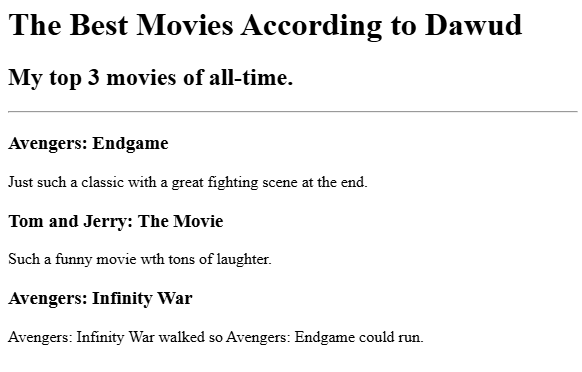 The Best Movies According to Dawud
My top 3 movies of all-time.
Avengers: Endgame
Just such a classic with a great fighting scene at the end.
Tom and Jerry: The Movie
Such a funny movie wth tons of laughter.
Avengers: Infinity War
Avengers: Infinity War walked so Avengers: Endgame could run.